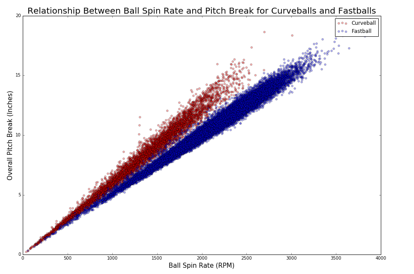 Relationship Between Ball Spin Rate and Pitch Break for Curveballs and Fastballs
Curveball
Fastball
20
15
10
5
0
Overall Pitch Break (Inches)
0 500 1000 1500 2000 2500 3000 3500 4000
Ball Spin Rate (RPM)